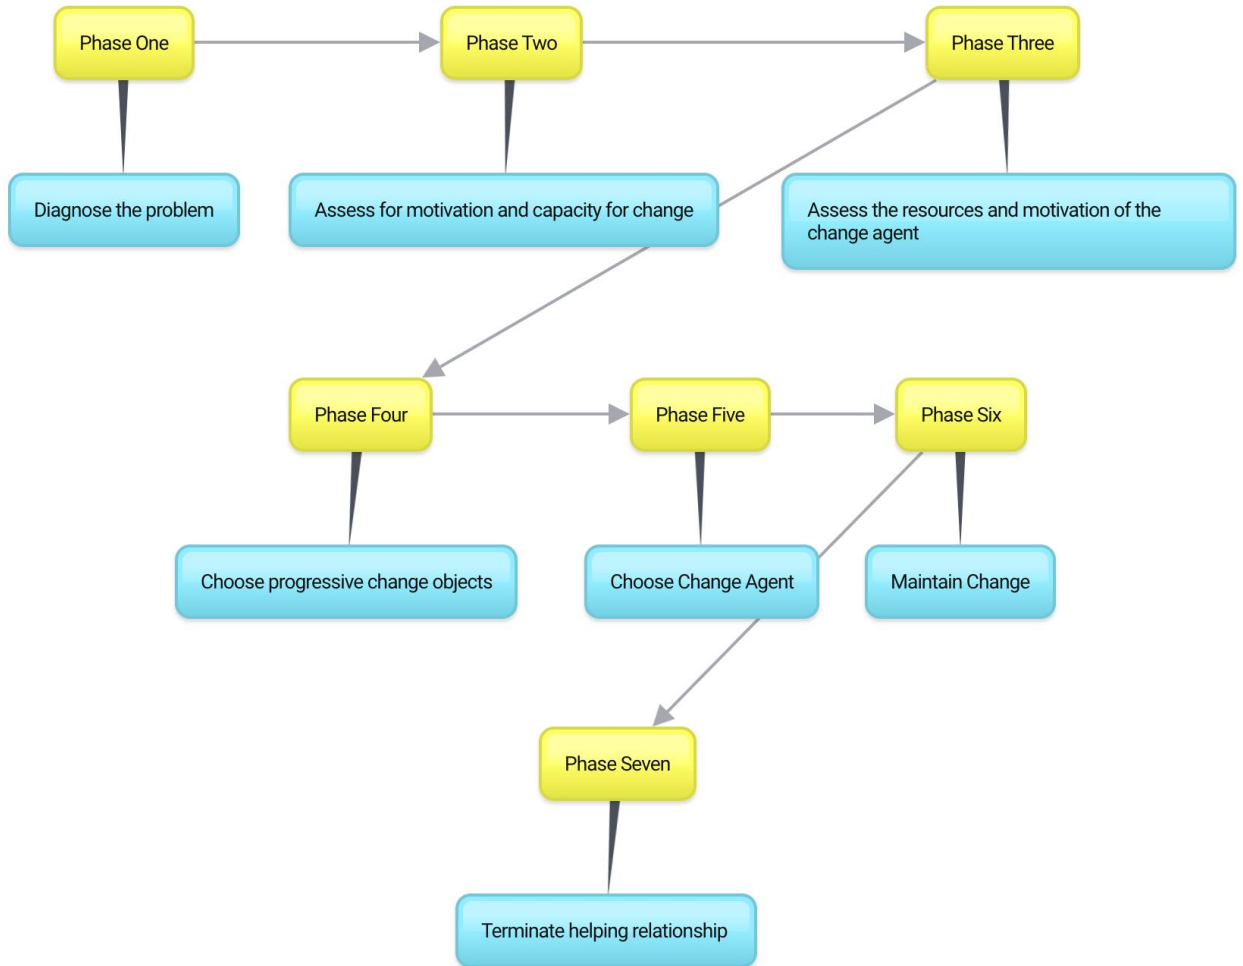 Phase One
Phase Two
Phase Three
Diagnose the problem
Assess for motivation and capacity for change
Assess the resources and motivation of the
change agent
Phase Four
Phase Five
Phase Six
Choose progressive change objects
Choose Change Agent
Maintain Change
Phase Seven
Terminate helping relationship